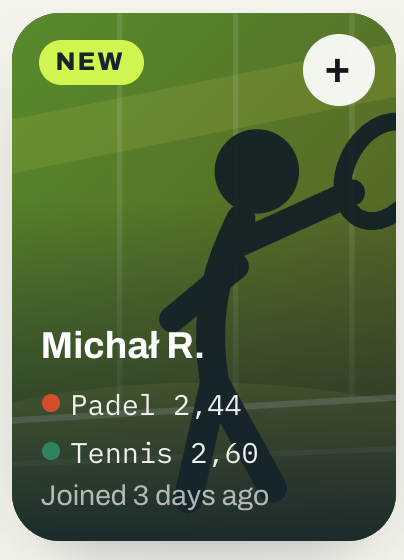 NEW
+
Michał R.
Padel 2,44
Tennis 2,60
Joined 3 days ago